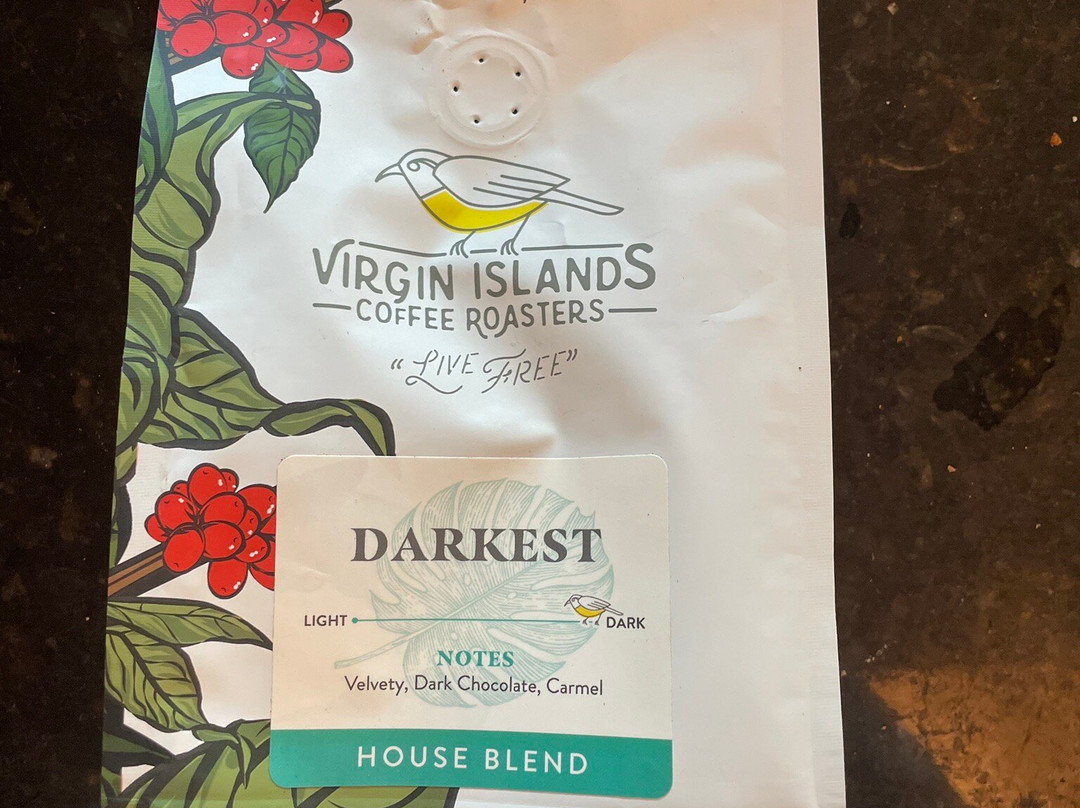 VIRGIN ISLANDS
COFFEE ROASTERS
"LIVE FREE"
DARKEST
LIGHT DARK
NOTES
Velvety, Dark Chocolate, Carmel
HOUSE BLEND